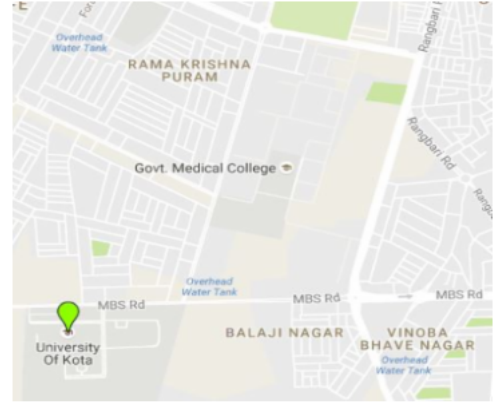 Overhead
Water Tank
RAMA KRISHNA
PURAM
Rangbari
Rangbari Rd
Govt. Medical College
Overhead
Water Tank
MBS Rd
MBS Rd
MBS Rd
University
Of Kota
BALAJI NAGAR
VINOBA
BHAVE NAGAR
Overhead
Water Tank